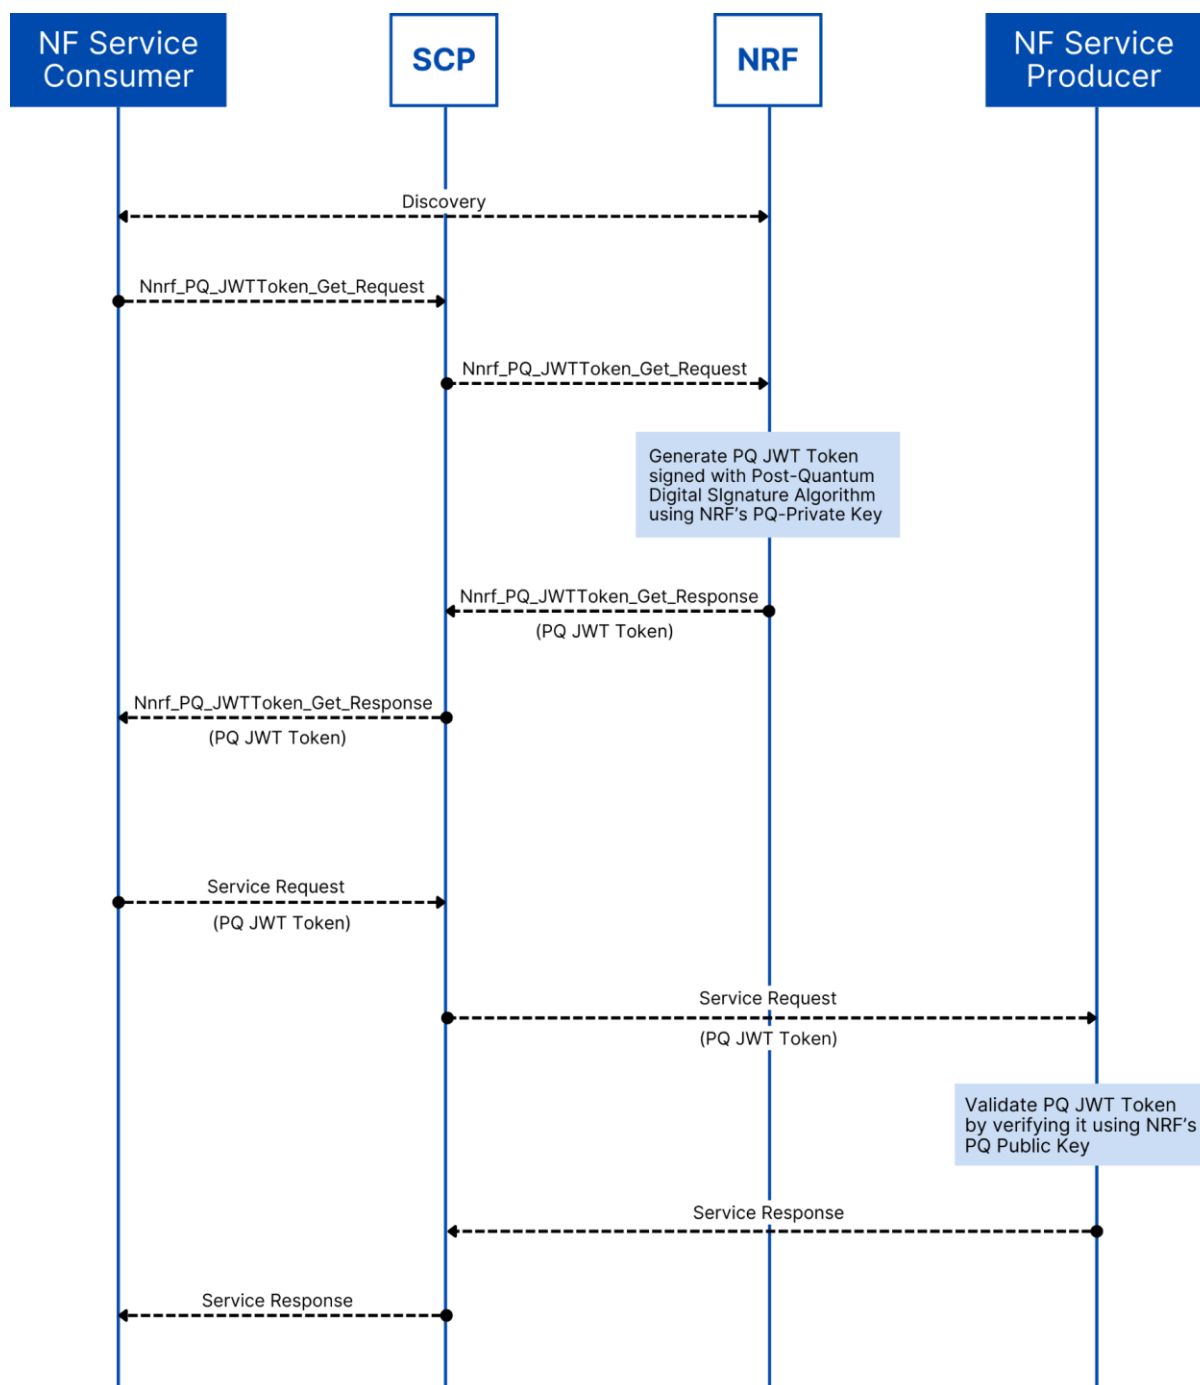 NF Service
Consumer
SCP
NRF
NF Service
Producer
Discovery
Nnrf_PQ_JWTToken_Get_Request
Nnrf_PQ_JWTToken_Get_Request
Generate PQ JWT Token
signed with Post-Quantum
Digital SIgnature Algorithm
using NRF’s PQ-Private Key
Nnrf_PQ_JWTToken_Get_Response
(PQ JWT Token)
Nnrf_PQ_JWTToken_Get_Response
(PQ JWT Token)
Service Request
(PQ JWT Token)
Service Request
(PQ JWT Token)
Validate PQ JWT Token
by verifying it using NRF’s
PQ Public Key
Service Response
Service Response